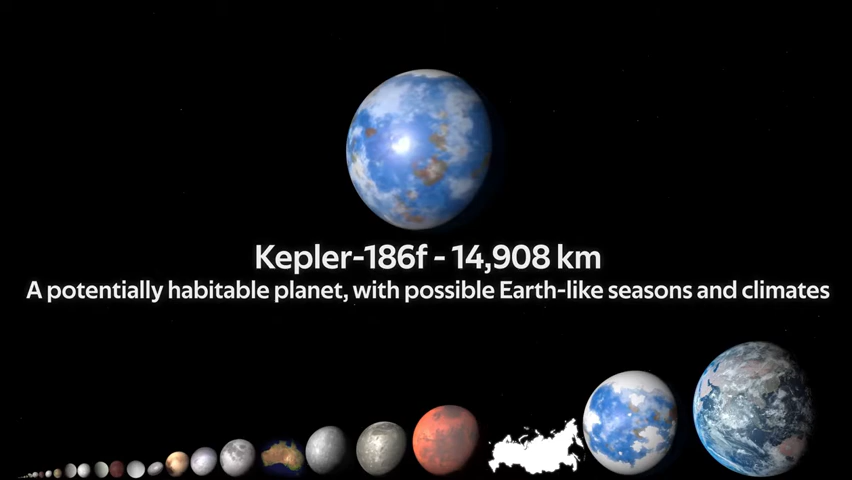 Kepler-186f - 14,908 km
A potentially habitable planet, with possible Earth-like seasons and climates